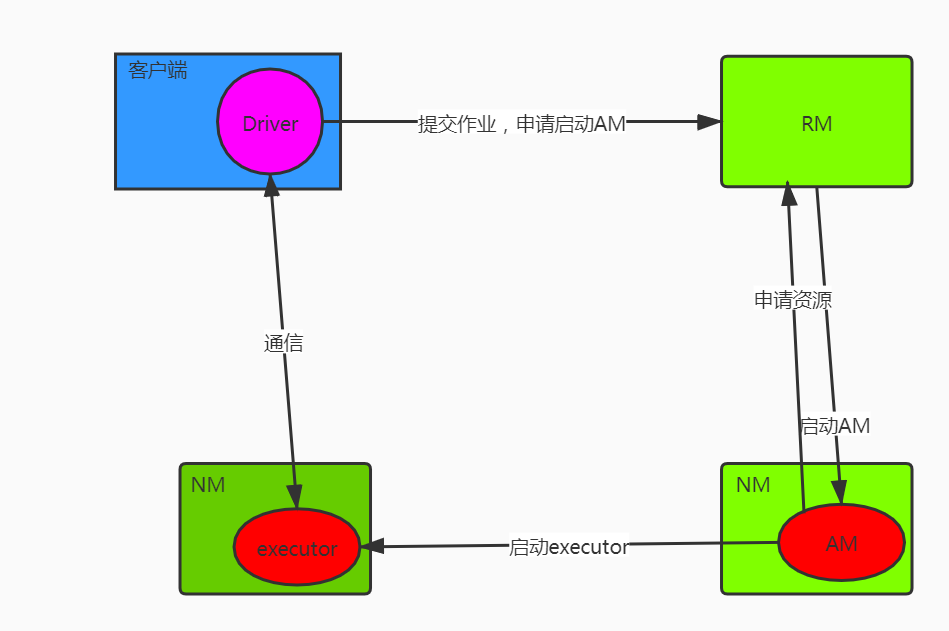 客户端
Driver
提交作业，申请启动AM
RM
申请资源
通信
启动AM
NM
executor
启动executor
NM
AM